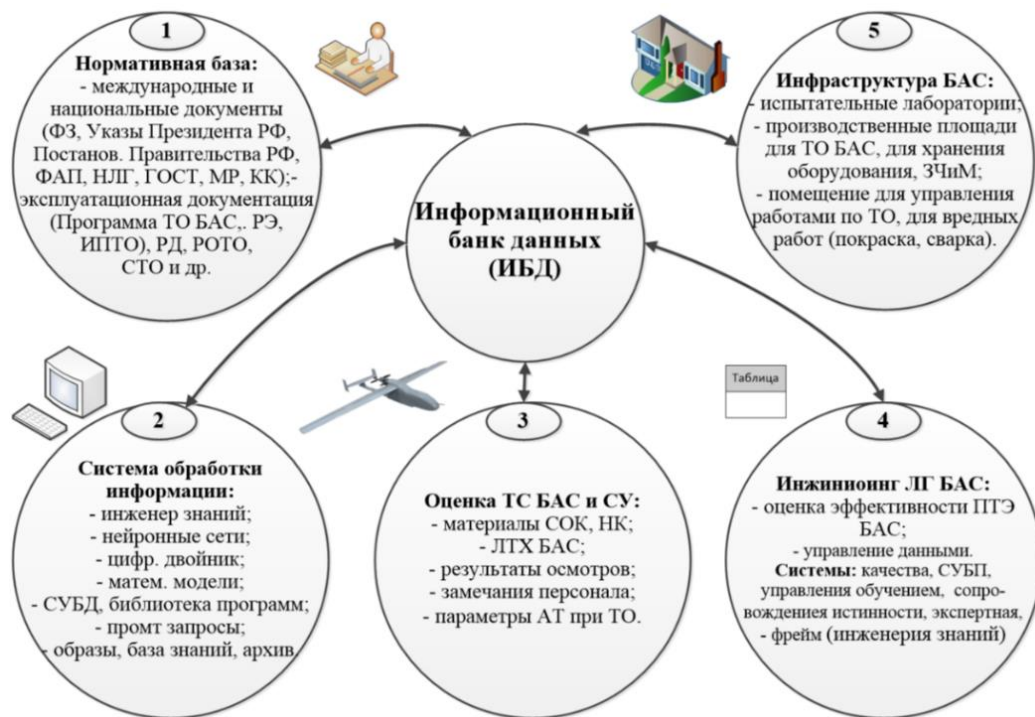 1
Нормативная база:
- международные и
национальные документы
(ФЗ, Указы Президента РФ,
Постанов. Правительства РФ,
ФАП, НЛГ, ГОСТ, МР, КК);-
эксплуатационная документация
(Программа ТО БАС,. РЭ,
ИПТО), РД, РОТО,
СТО и др.
Информационный
банк данных
(ИБД)
5
Инфраструктура БАС:
- испытательные лаборатории;
- производственные площади
для ТО БАС, для хранения
оборудования, ЗЧиМ;
- помещение для управления
работами по ТО, для вредных
работ (покраска, сварка).
2
Система обработки
информации:
- инженер знаний;
- нейронные сети;
- цифр. двойник;
- матем. модели;
- СУБД, библиотека программ;
- промт запросы;
- образы, база знаний, архив.
3
Оценка ТС БАС и СУ:
- материалы СОК, НК;
- ЛТХ БАС;
- результаты осмотров;
- замечания персонала;
- параметры АТ при ТО.
Таблица
4
Инжиниоинг ЛГ БАС:
- оценка эффективности ПТЭ
БАС;
- управление данными.
Системы: качества, СУБП,
управления обучением, сопро-
вождениея истинности, экспертная,
- фрейм (инженерия знаний)